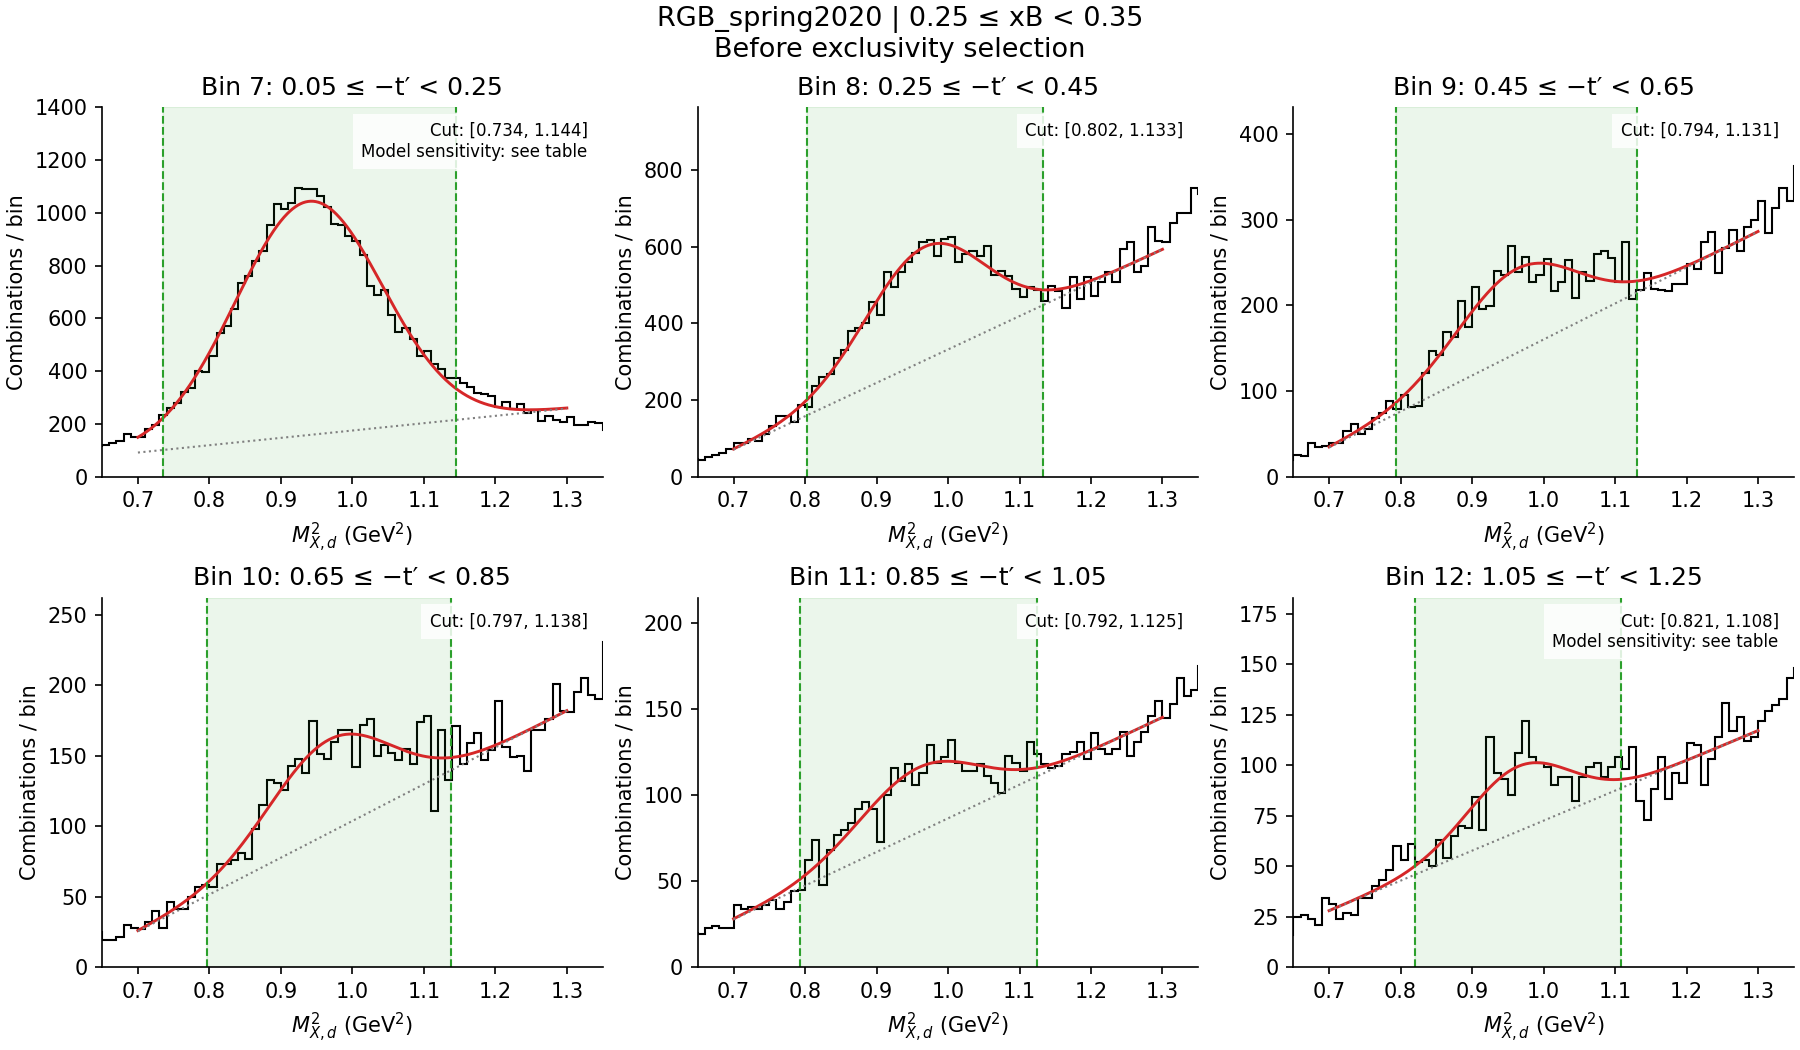 RGB_spring2020 | 0.25 ≤ xB < 0.35
Before exclusivity selection
Bin 7: 0.05 ≤ −t′ < 0.25
Cut: [0.734, 1.144]
Model sensitivity: see table
Combinations / bin
1400
1200
1000
800
600
400
200
0
0.7 0.8 0.9 1.0 1.1 1.2 1.3
M²X,d (GeV²)
Bin 8: 0.25 ≤ −t′ < 0.45
Cut: [0.802, 1.133]
Combinations / bin
800
600
400
200
0
0.7 0.8 0.9 1.0 1.1 1.2 1.3
M²X,d (GeV²)
Bin 9: 0.45 ≤ −t′ < 0.65
Cut: [0.794, 1.131]
Combinations / bin
400
300
200
100
0
0.7 0.8 0.9 1.0 1.1 1.2 1.3
M²X,d (GeV²)
Bin 10: 0.65 ≤ −t′ < 0.85
Cut: [0.797, 1.138]
Combinations / bin
250
200
150
100
50
0
0.7 0.8 0.9 1.0 1.1 1.2 1.3
M²X,d (GeV²)
Bin 11: 0.85 ≤ −t′ < 1.05
Cut: [0.792, 1.125]
Combinations / bin
200
150
100
50
0
0.7 0.8 0.9 1.0 1.1 1.2 1.3
M²X,d (GeV²)
Bin 12: 1.05 ≤ −t′ < 1.25
Cut: [0.821, 1.108]
Model sensitivity: see table
Combinations / bin
175
150
125
100
75
50
25
0
0.7 0.8 0.9 1.0 1.1 1.2 1.3
M²X,d (GeV²)